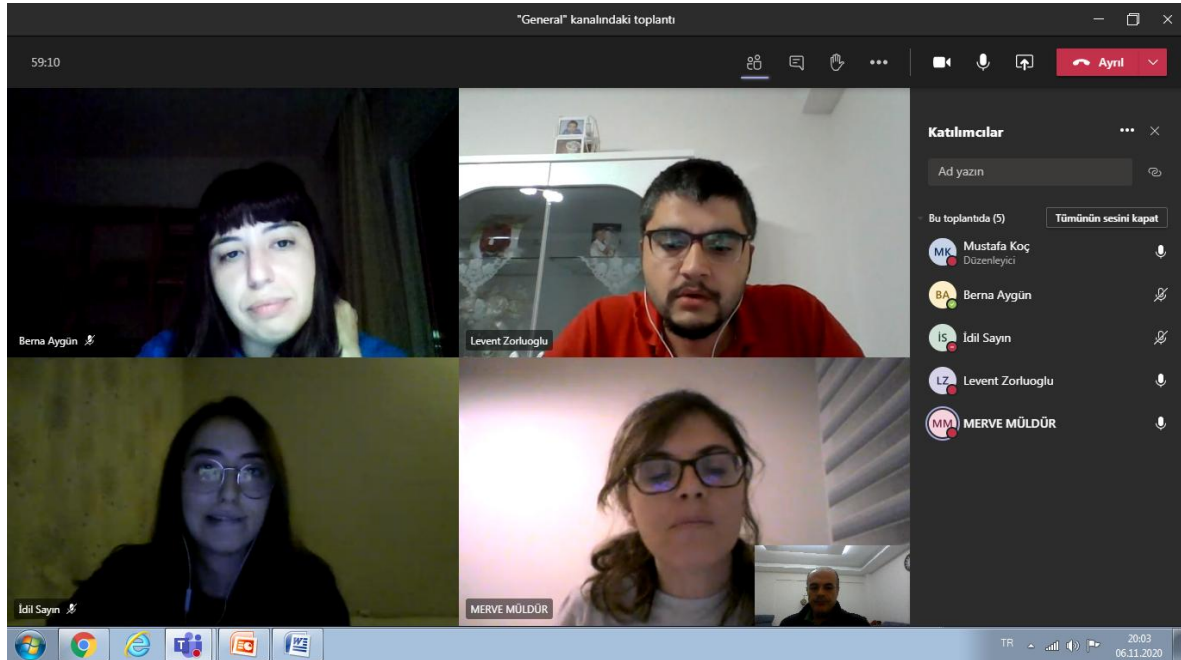 "General" kanalındaki toplantı
59:10
Ayrıl
Berna Aygün
Levent Zorluoglu
İdil Sayın
MERVE MÜLDÜR
Katılımcılar
Ad yazın
Bu toplantıda (5)
Tümünün sesini kapat
MK
Mustafa Koç
Düzenleyici
BA
Berna Aygün
İS
İdil Sayın
LZ
Levent Zorluoglu
MM
MERVE MÜLDÜR
TR
20:03
06.11.2020